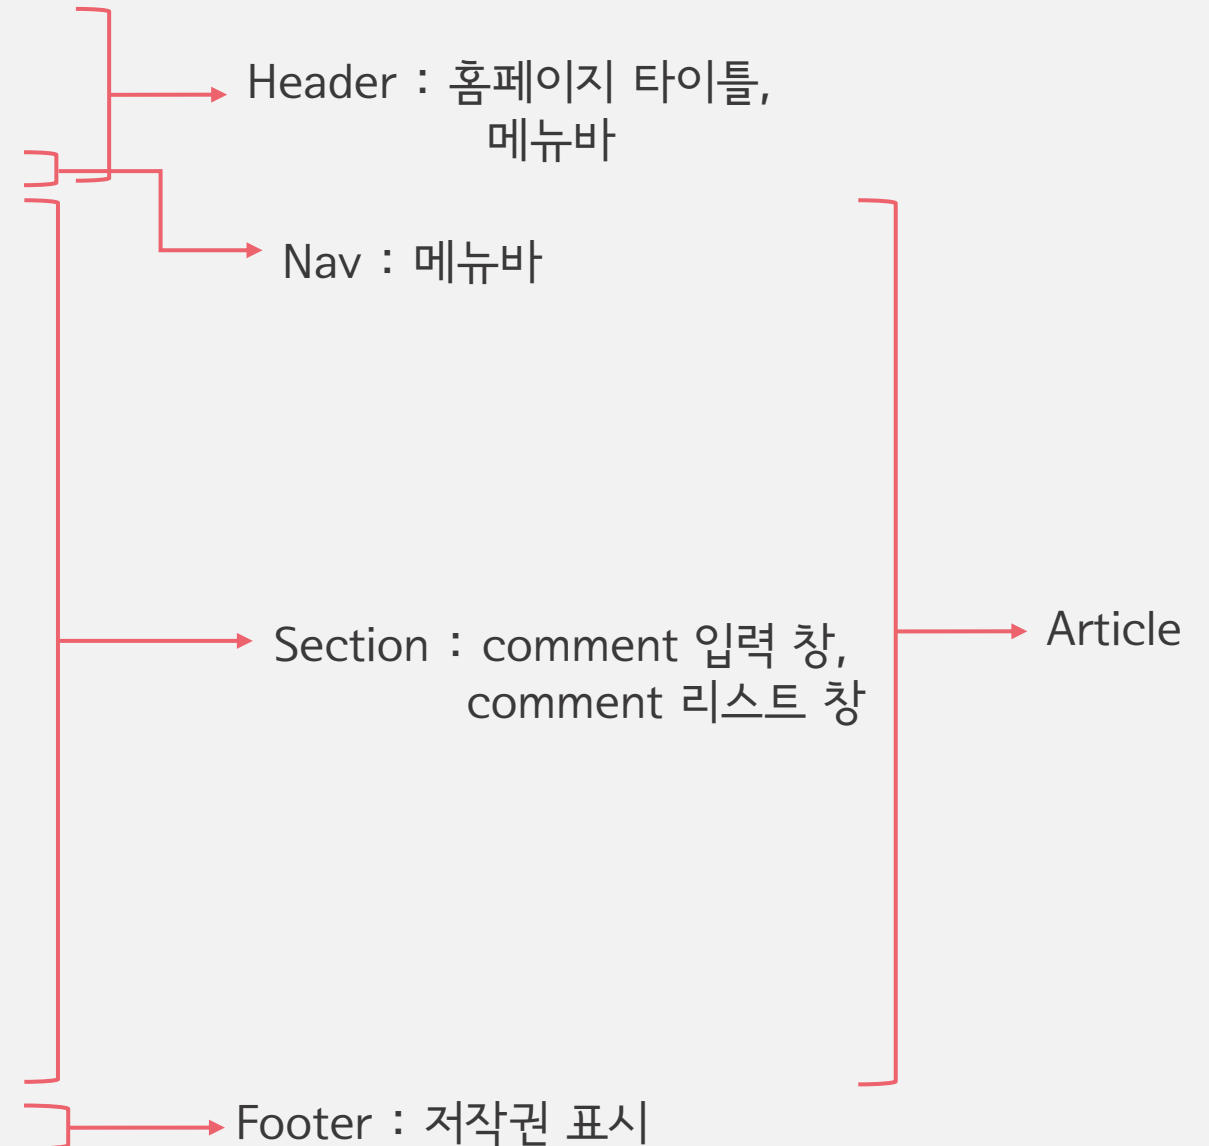 Header : 홈페이지 타이틀,
메뉴바
Nav : 메뉴바
Section : comment 입력 창,
comment 리스트 창
Article
Footer : 저작권 표시